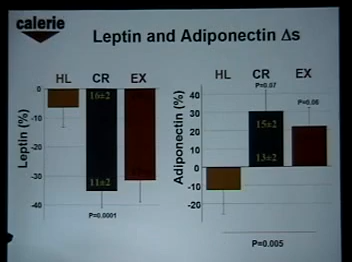 calerie
Leptin and Adiponectin Δs
HL CR EX
0
-10
-20
-30
-40
Leptin (%)
16±2
11±2
P=0.0001
HL CR EX
P=0.07
P=0.06
40
30
20
10
0
-10
-20
Adiponectin (%)
15±2
13±2
P=0.005